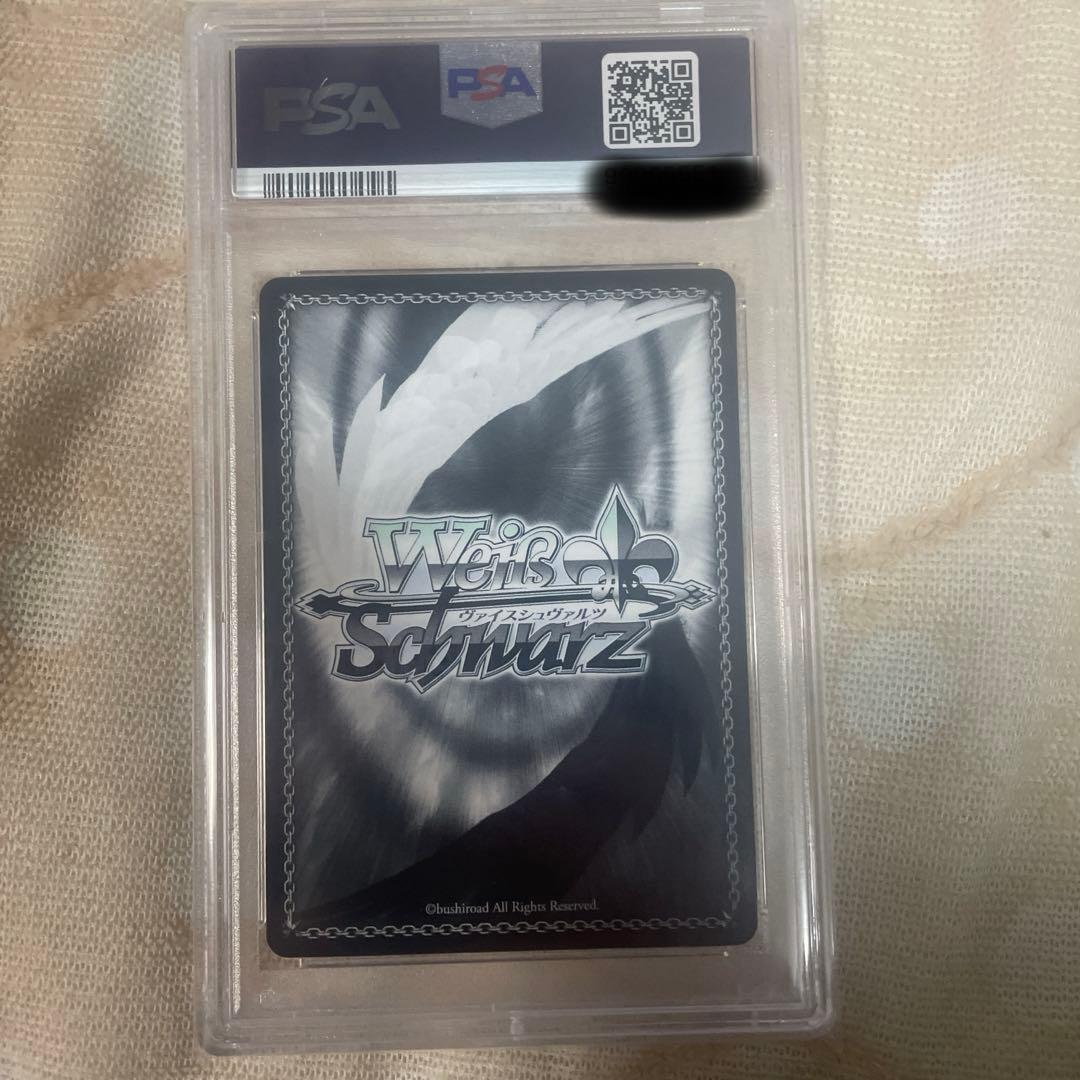 PSA
PSA
Weiß
ヴァイスシュヴァルツ
Schwarz
©bushiroad All Rights Reserved.